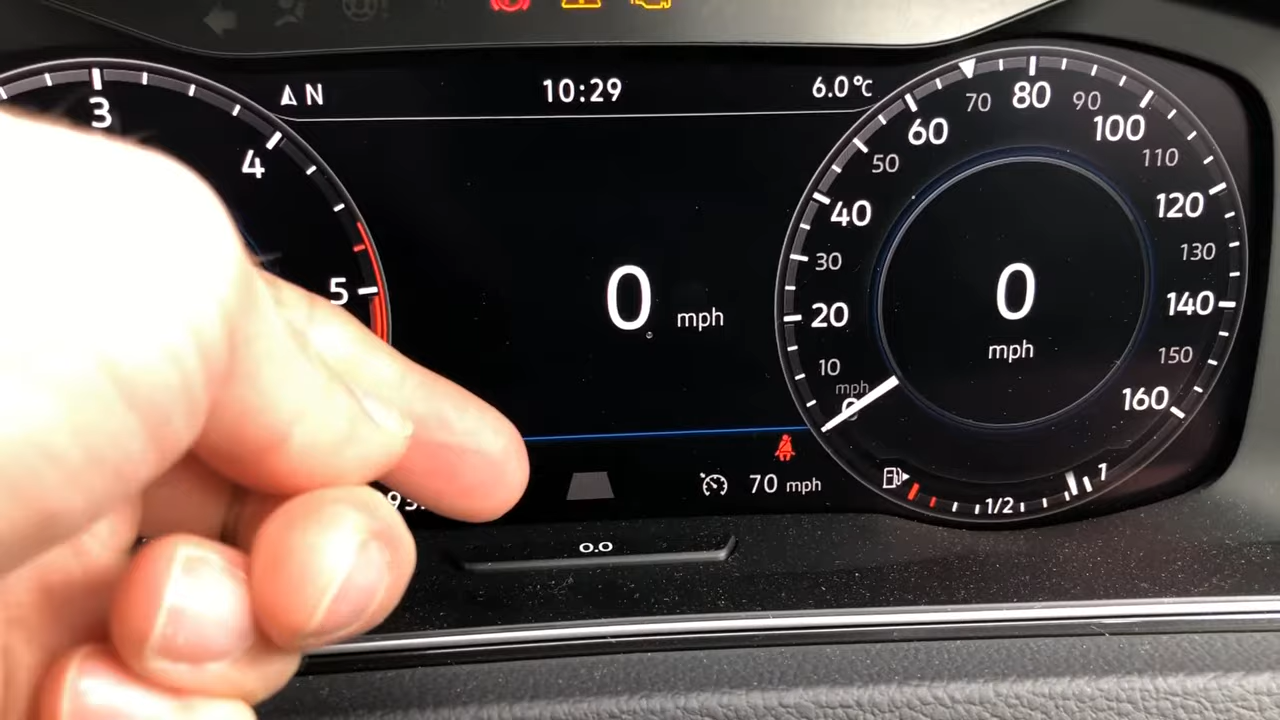 N 10:29 6.0°C
3
4
5
0 mph
70 80 90
60 100
50 110
40 120
30 130
20 140
10 150
mph
0 160
0
mph
70 mph
1/2 1
0.0